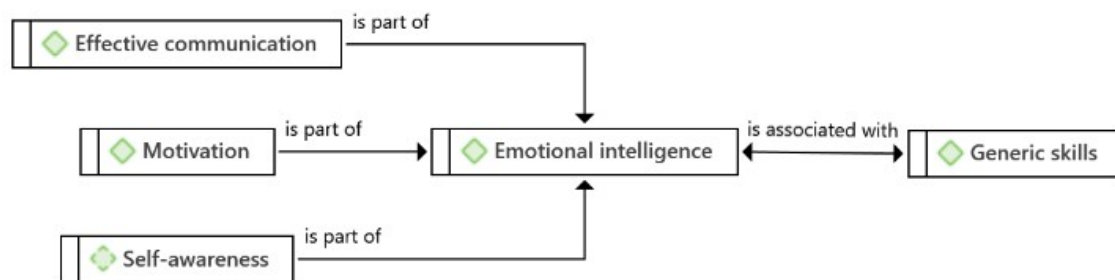 is part of
Effective communication
is part of
Motivation
Emotional intelligence
is associated with
Generic skills
is part of
Self-awareness